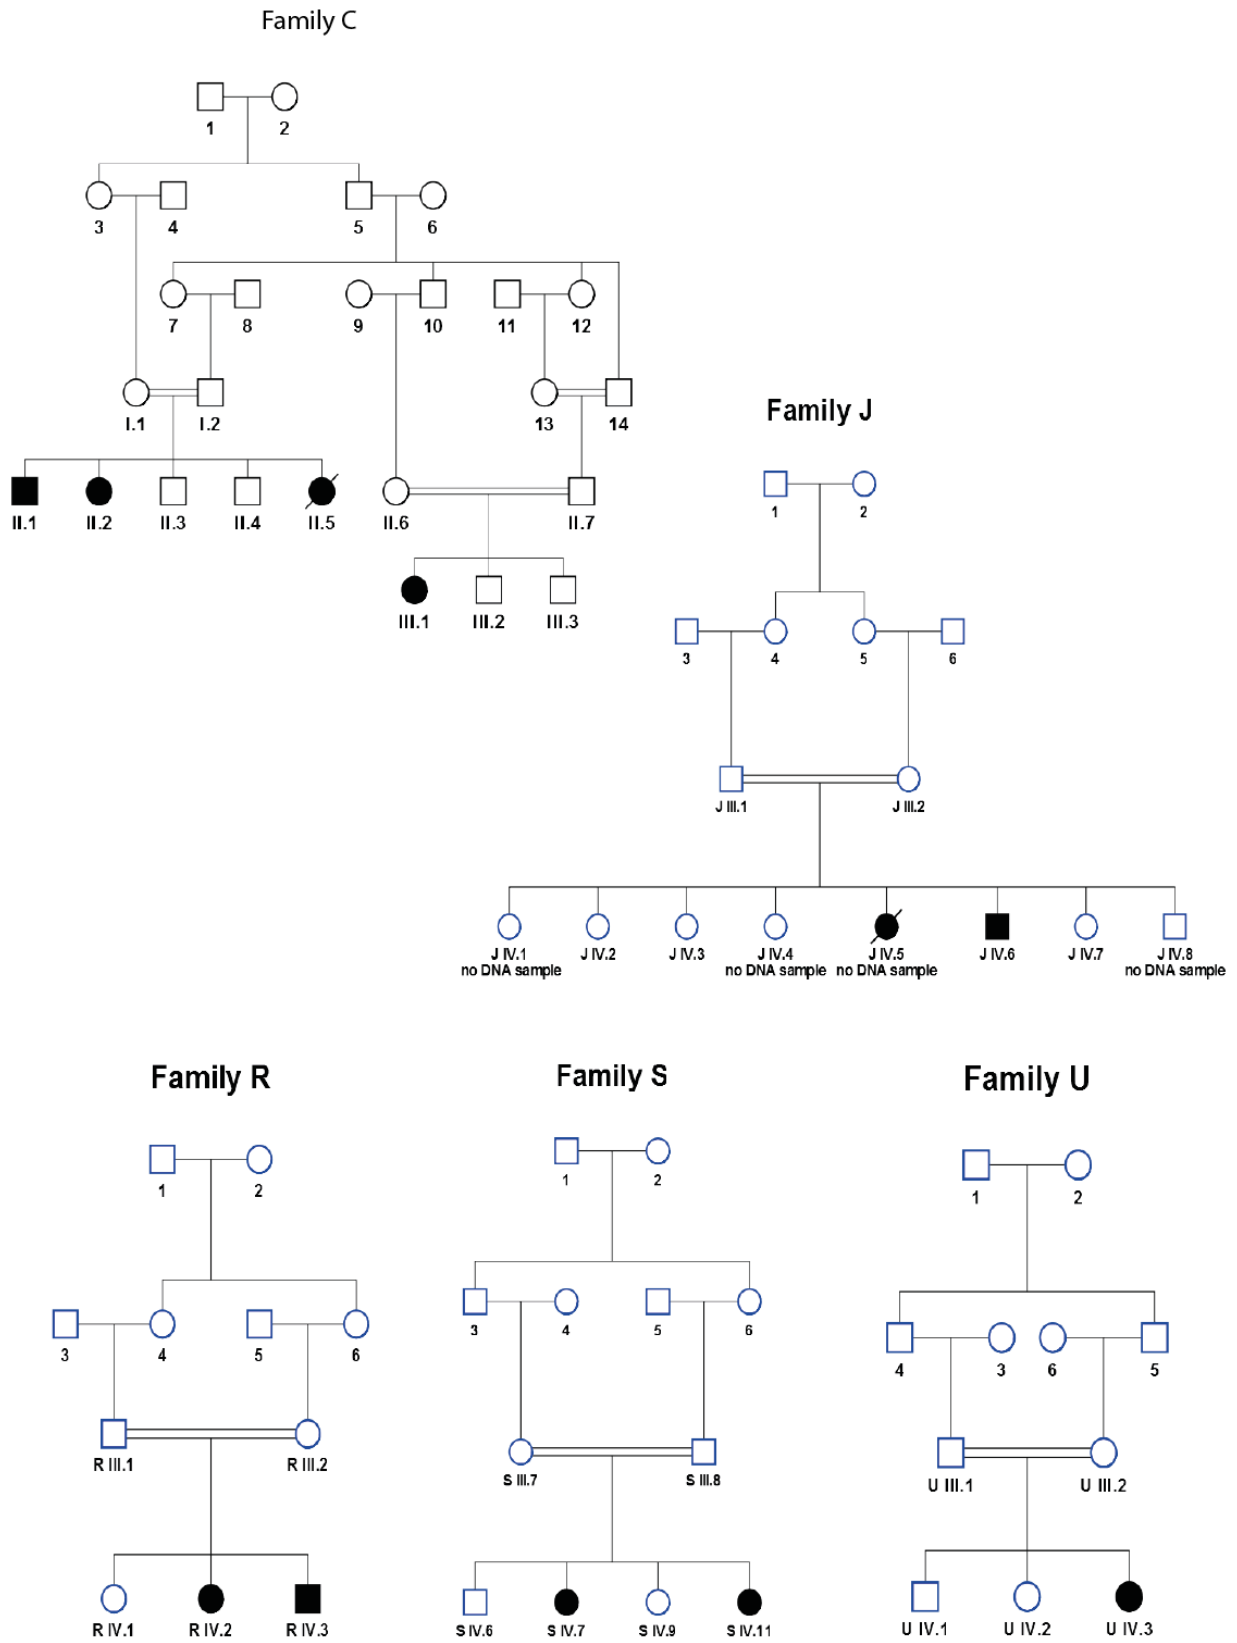 Family C
1 2
3 4 5 6
7 8 9 10 11 12
I.1 I.2 13 14
II.1 II.2 II.3 II.4 II.5 II.6 II.7
III.1 III.2 III.3
Family J
1 2
3 4 5 6
J III.1 J III.2
J IV.1 J IV.2 J IV.3 J IV.4 J IV.5 J IV.6 J IV.7 J IV.8
no DNA sample no DNA sample no DNA sample no DNA sample
Family R
1 2
3 4 5 6
R III.1 R III.2
R IV.1 R IV.2 R IV.3
Family S
1 2
3 4 5 6
S III.7 S III.8
S IV.6 S IV.7 S IV.9 S IV.11
Family U
1 2
4 3 6 5
U III.1 U III.2
U IV.1 U IV.2 U IV.3